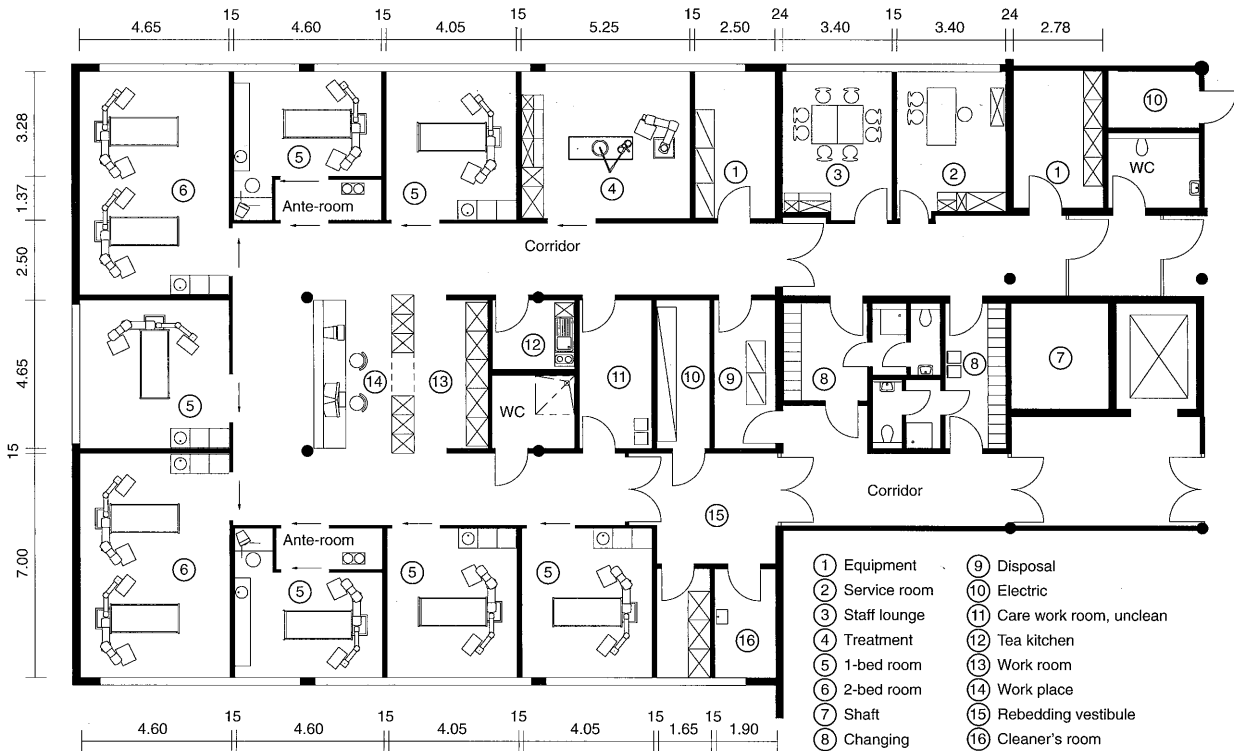 15 15 15 15 24 15 24
4.65 4.60 4.05 5.25 2.50 3.40 3.40 2.78
3.28
1.37
2.50
4.65
15
7.00
10
5
6
5
4
1
3
2
1
WC
Ante-room
Corridor
12
14
13
11
10
9
8
8
7
5
WC
Corridor
15
Ante-room
6
5
5
5
16
1 Equipment
2 Service room
3 Staff lounge
4 Treatment
5 1-bed room
6 2-bed room
7 Shaft
8 Changing
9 Disposal
10 Electric
11 Care work room, unclean
12 Tea kitchen
13 Work room
14 Work place
15 Rebedding vestibule
16 Cleaner's room
15 15 15 15 15 24
4.60 4.60 4.05 4.05 1.65 1.90